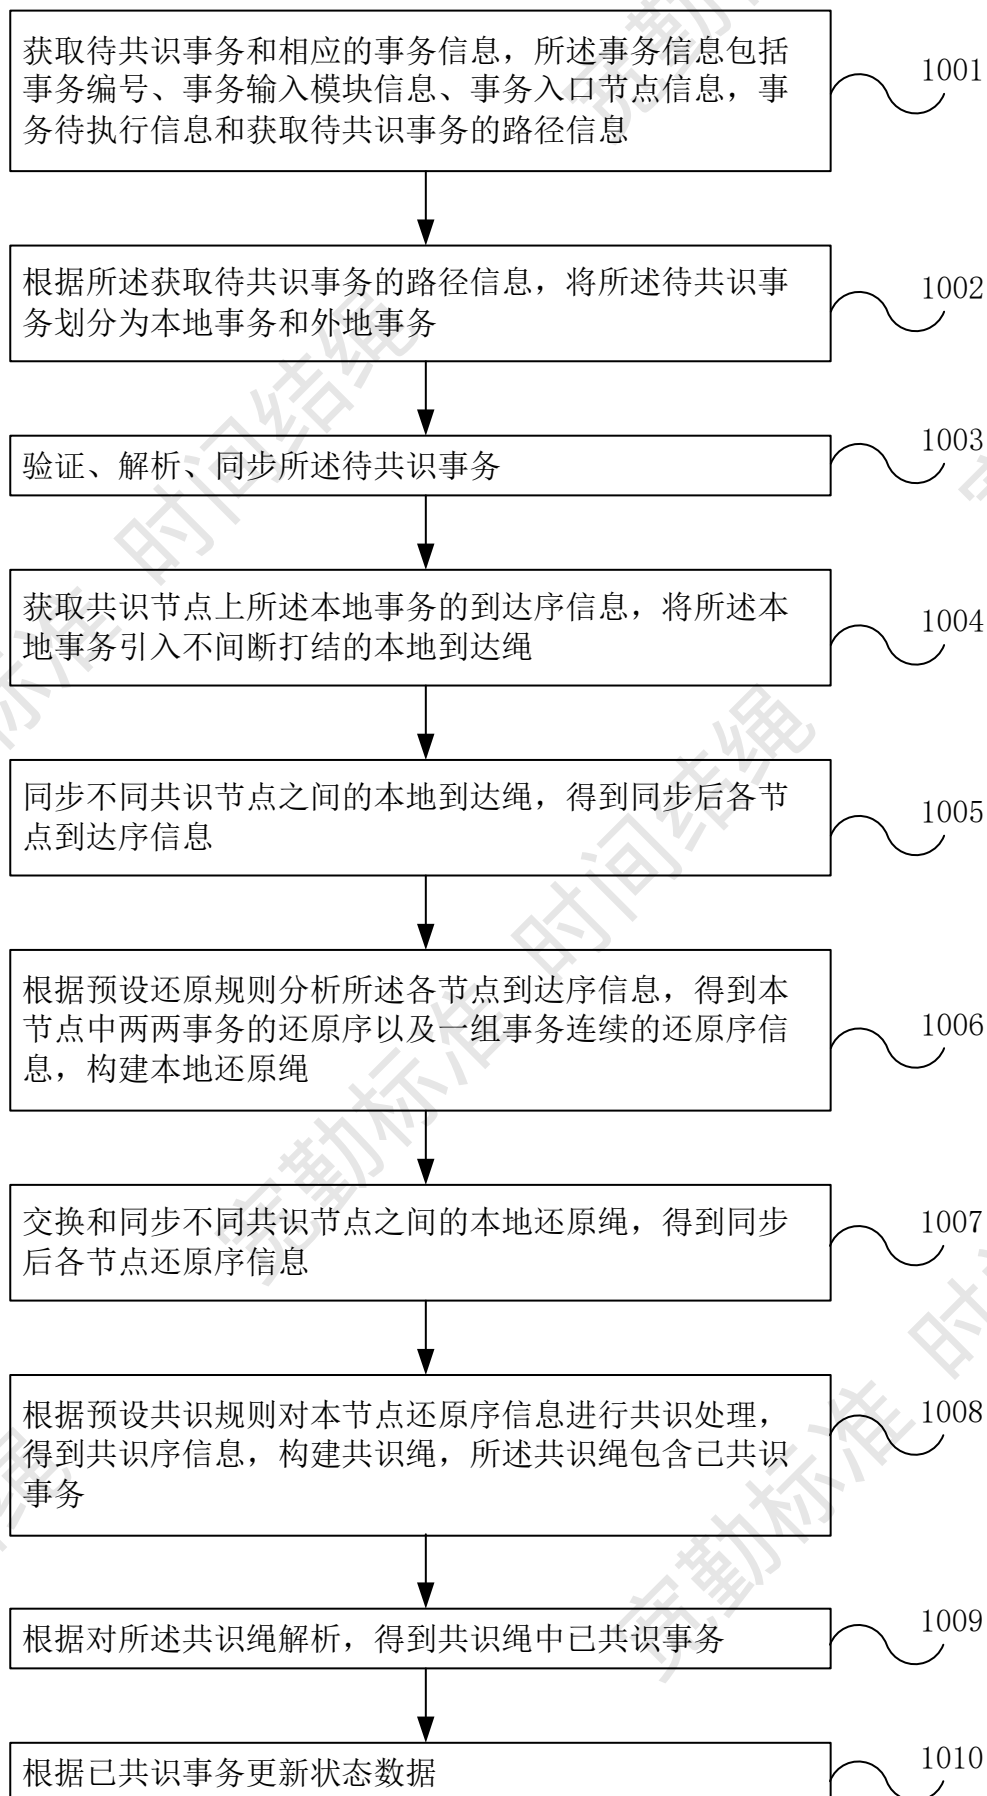 获取待共识事务和相应的事务信息，所述事务信息包括
事务编号、事务输入模块信息、事务入口节点信息，事
务待执行信息和获取待共识事务的路径信息
1001
根据所述获取待共识事务的路径信息，将所述待共识事
务划分为本地事务和外地事务
1002
验证、解析、同步所述待共识事务
1003
获取共识节点上所述本地事务的到达序信息，将所述本
地事务引入不间断打结的本地到达绳
1004
同步不同共识节点之间的本地到达绳，得到同步后各节
点到达序信息
1005
根据预设还原规则分析所述各节点到达序信息，得到本
节点中两两事务的还原序以及一组事务连续的还原序信
息，构建本地还原绳
1006
交换和同步不同共识节点之间的本地还原绳，得到同步
后各节点还原序信息
1007
根据预设共识规则对本节点还原序信息进行共识处理，
得到共识序信息，构建共识绳，所述共识绳包含已共识
事务
1008
根据对所述共识绳解析，得到共识绳中已共识事务
1009
根据已共识事务更新状态数据
1010
宽勤标准 时间结绳